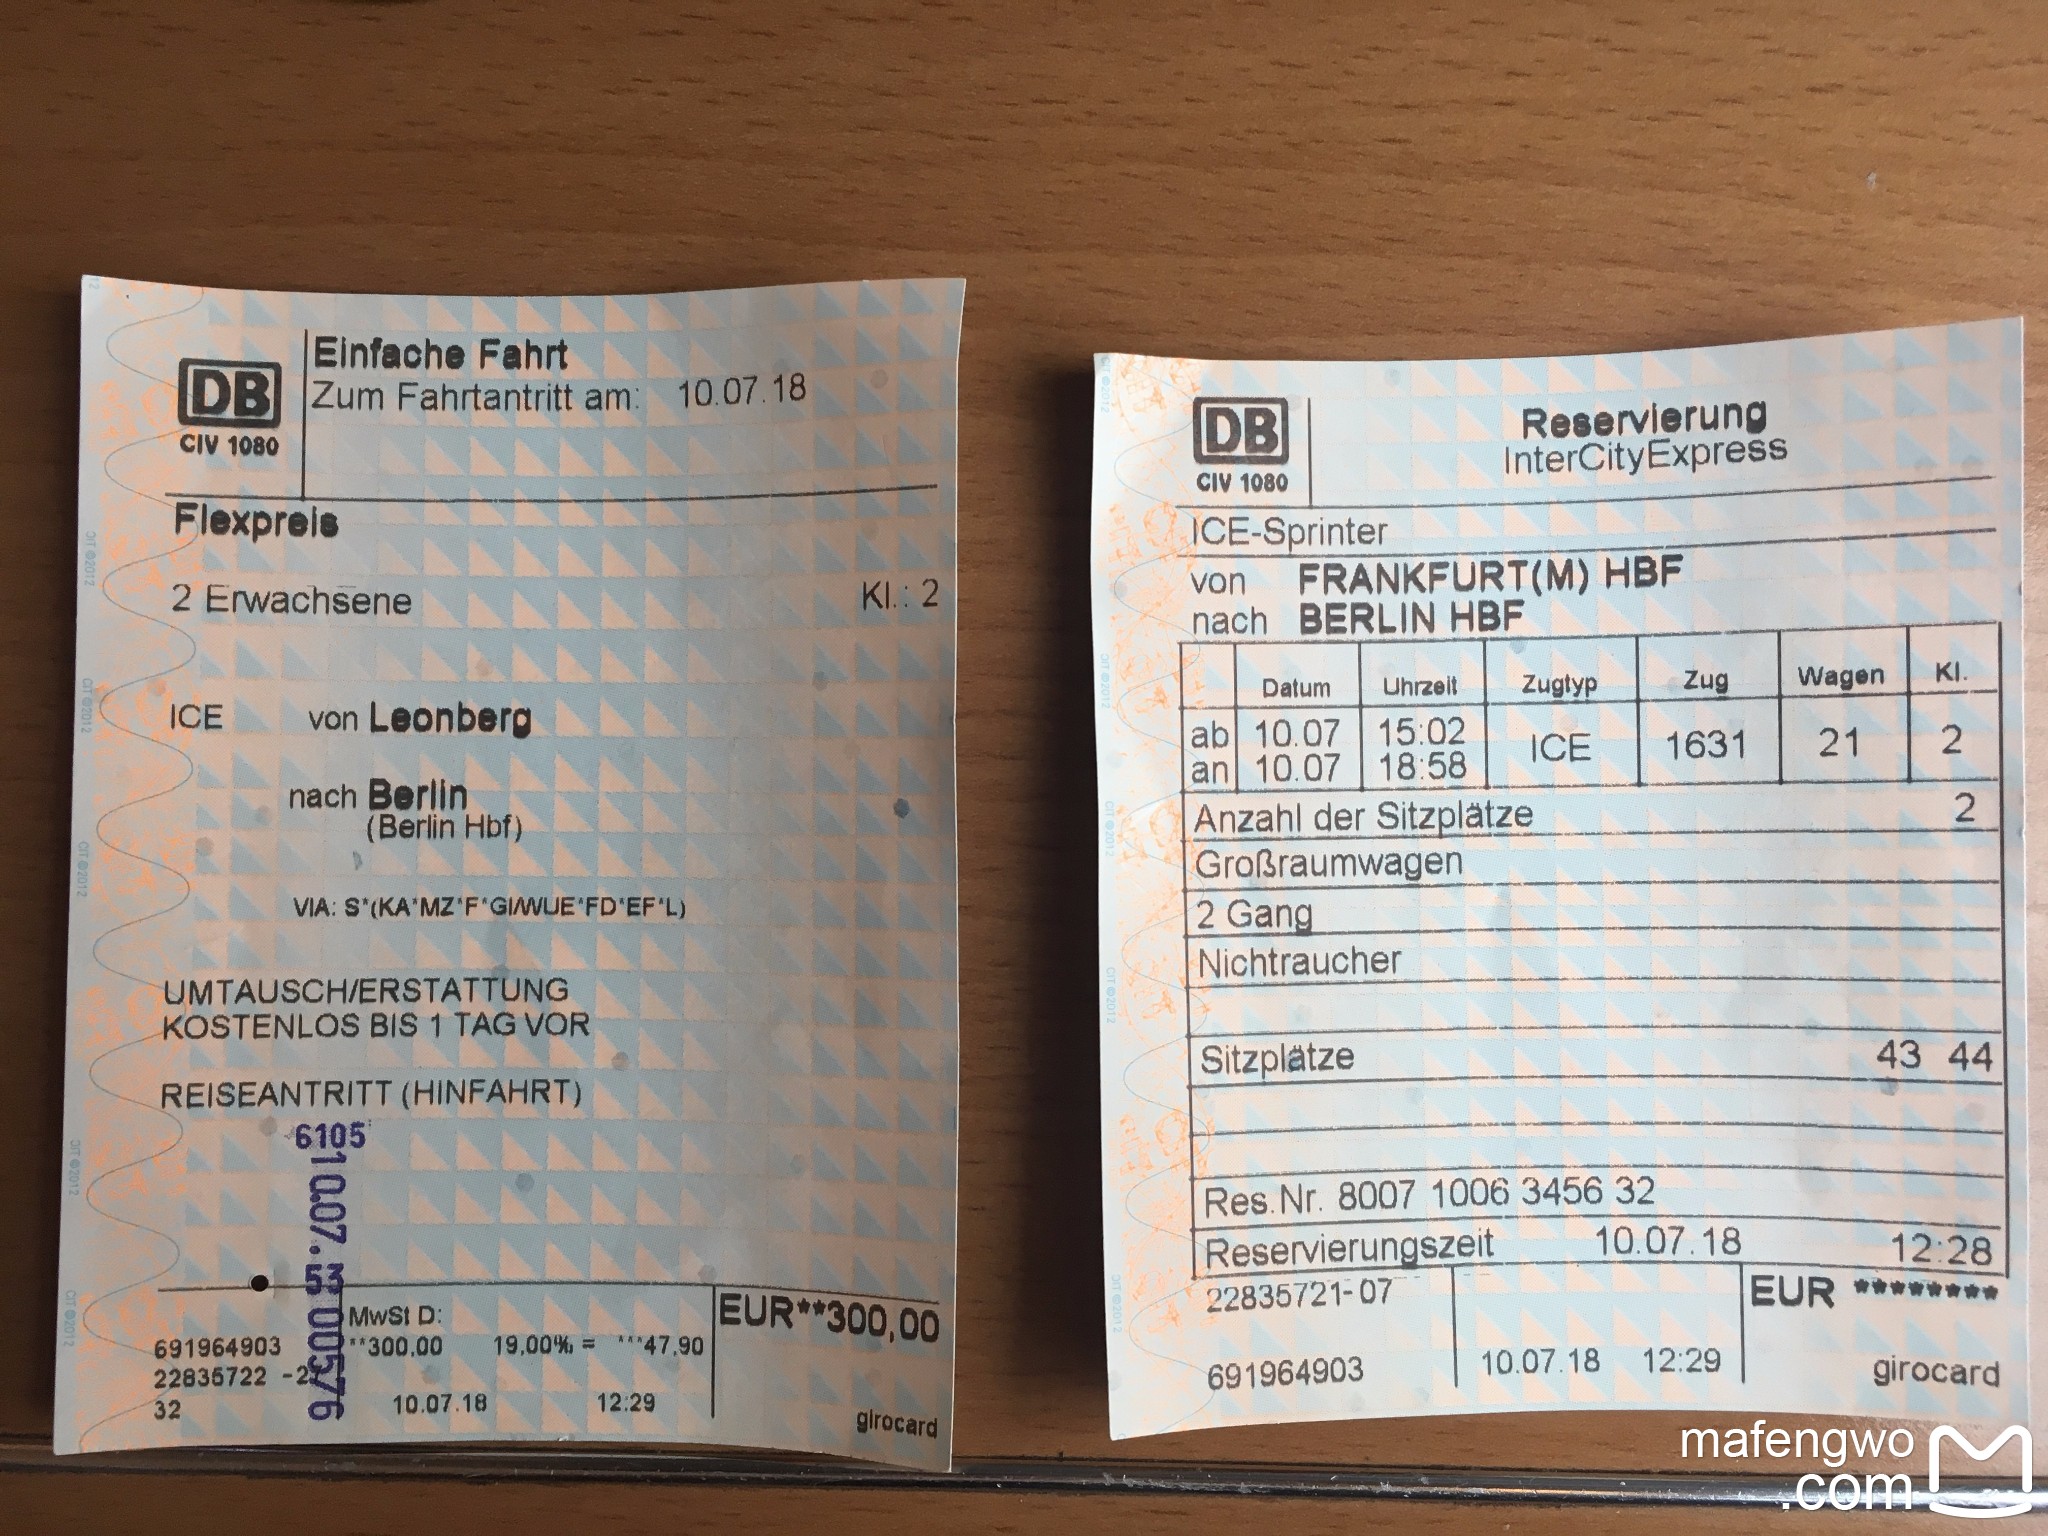 DB
CIV 1080
Einfache Fahrt
Zum Fahrtantritt am: 10.07.18
Flexpreis
2 Erwachsene Kl.: 2
ICE von Leonberg
nach Berlin
(Berlin Hbf)
VIA: S*(KA*MZ*F*GI/WUE*FD*EF*L)
UMTAUSCH/ERSTATTUNG
KOSTENLOS BIS 1 TAG VOR
REISEANTRITT (HINFAHRT)
6105
MwSt D:
EUR**300,00
691964903 **300,00 19,00% = ***47,90
22835722
32 10.07.18 12:29
girocard
DB
CIV 1080
Reservierung
InterCityExpress
ICE-Sprinter
von FRANKFURT(M) HBF
nach BERLIN HBF
Datum Uhrzeit Zugtyp Zug Wagen Kl.
ab 10.07 15:02 ICE 1631 21 2
an 10.07 18:58
Anzahl der Sitzplätze 2
Großraumwagen
2 Gang
Nichtraucher
Sitzplätze 43 44
Res.Nr. 8007 1006 3456 32
Reservierungszeit 10.07.18 12:28
22835721-07 EUR ********
691964903 10.07.18 12:29 girocard
mafengwo
.com